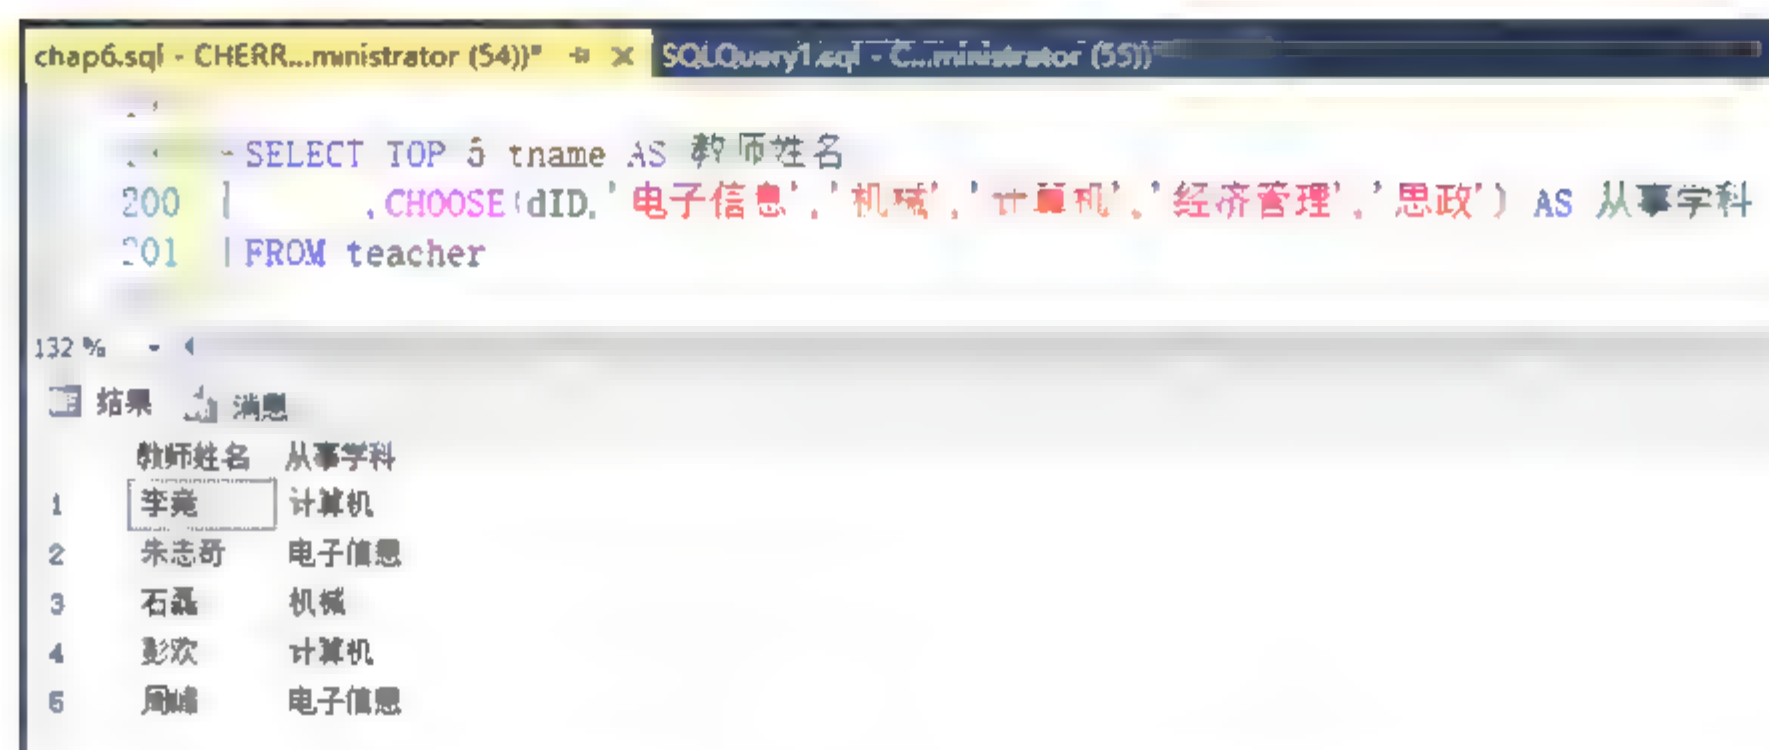 chap6.sql - CHERR...ministrator (54))* SQLQuery1.sql - C...ministrator (55))*
SELECT TOP 5 tname AS 教师姓名
200 ,CHOOSE(dID,'电子信息','机械','计算机','经济管理','思政') AS 从事学科
201 FROM teacher
132 %
结果 消息
教师姓名 从事学科
1 李堯 计算机
2 朱志奇 电子信息
3 石磊 机械
4 彭欢 计算机
5 电子信息